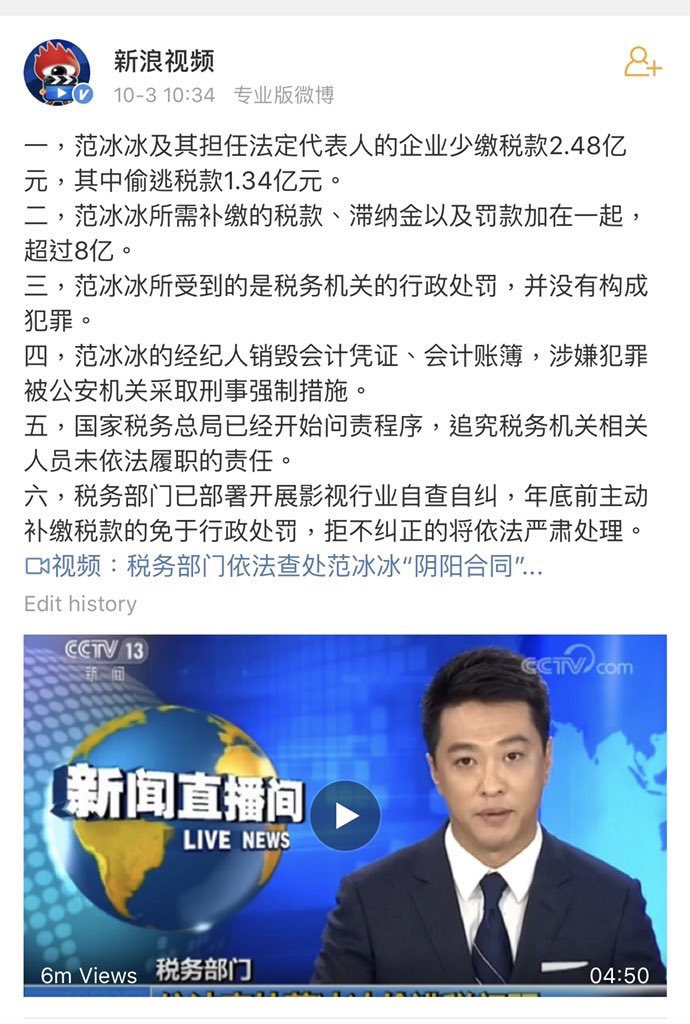 新浪视频
10-3 10:34 专业版微博
一，范冰冰及其担任法定代表人的企业少缴税款2.48亿
元，其中偷逃税款1.34亿元。
二，范冰冰所需补缴的税款、滞纳金以及罚款加在一起，
超过8亿。
三，范冰冰所受到的是税务机关的行政处罚，并没有构成
犯罪。
四，范冰冰的经纪人销毁会计凭证、会计账簿，涉嫌犯罪
被公安机关采取刑事强制措施。
五，国家税务总局已经开始问责程序，追究税务机关相关
人员未依法履职的责任。
六，税务部门已部署开展影视行业自查自纠，年底前主动
补缴税款的免于行政处罚，拒不纠正的将依法严肃处理。
视频：税务部门依法查处范冰冰“阴阳合同”...
Edit history
CCTV 13
新闻
CCTV.com
新闻直播间
LIVE NEWS
6m Views
税务部门
04:50